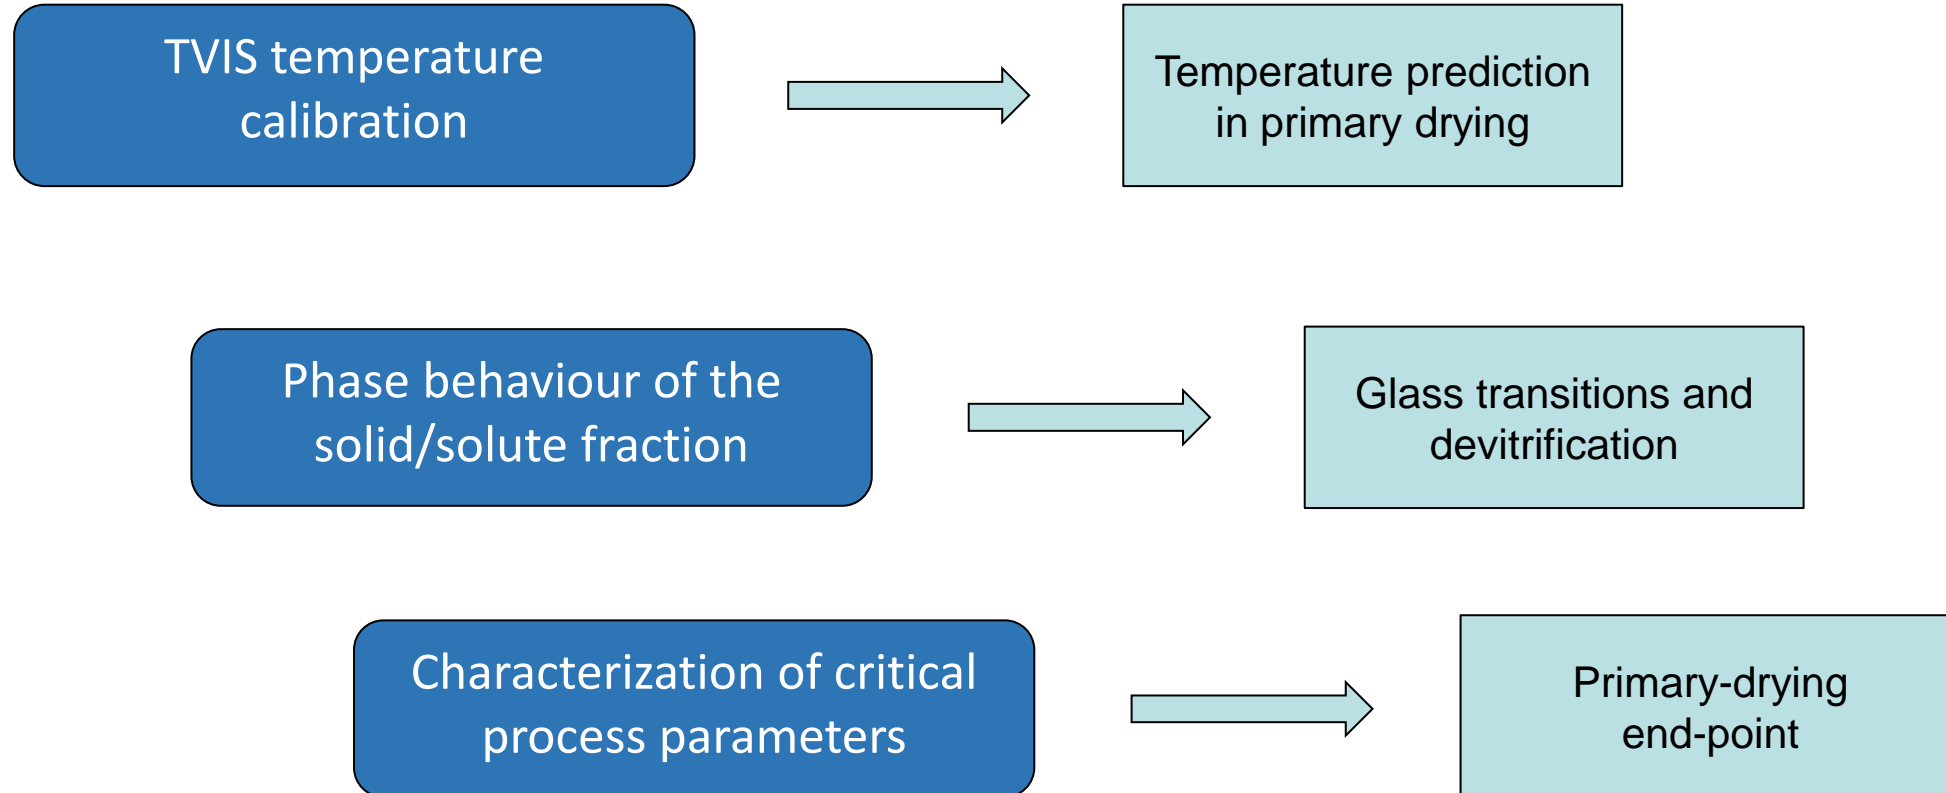 TVIS temperature
calibration
Temperature prediction
in primary drying
Phase behaviour of the
solid/solute fraction
Glass transitions and
devitrification
Characterization of critical
process parameters
Primary-drying
end-point